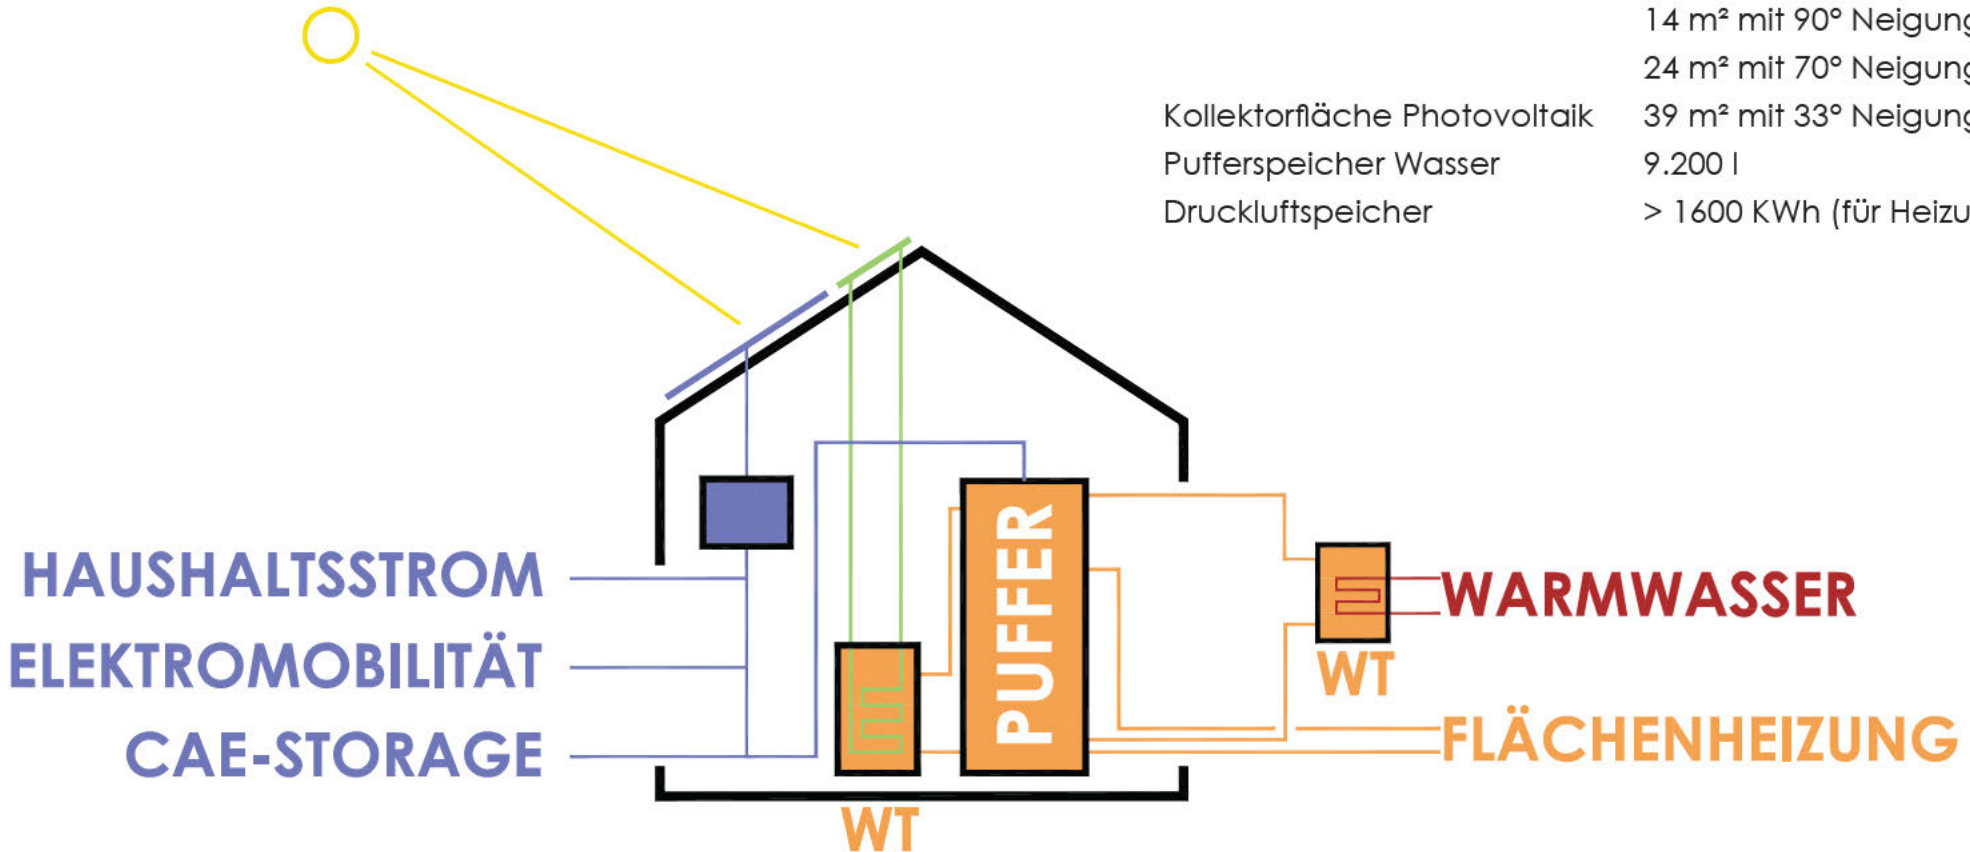 14 m² mit 90° Neigung
24 m² mit 70° Neigung
Kollektorfläche Photovoltaik 39 m² mit 33° Neigung
Pufferspeicher Wasser 9.200 l
Druckluftspeicher > 1600 KWh (für Heizu
HAUSHALTSSTROM
ELEKTROMOBILITÄT
CAE-STORAGE
PUFFER
WT
WARMWASSER
WT
FLÄCHENHEIZUNG